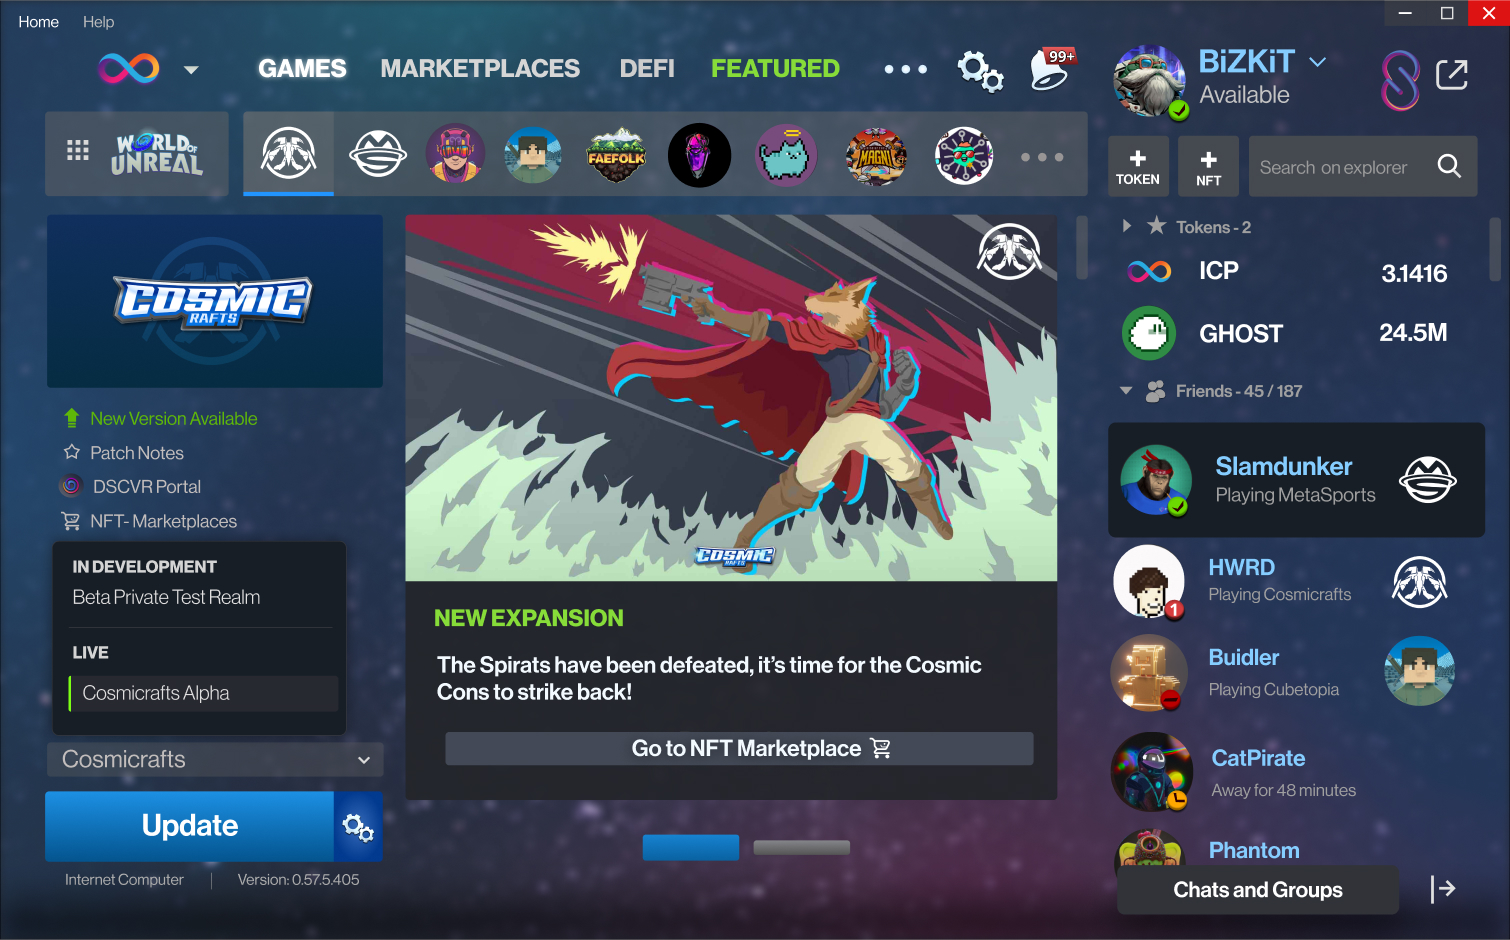 Home
Help
GAMES
MARKETPLACES
DEFI
FEATURED
99+
BiZKiT
Available
WORLD OF
UNREAL
FAEFOLK
MAGNI
+
TOKEN
+
NFT
Search on explorer
COSMIC
RAFTS
New Version Available
Patch Notes
DSCVR Portal
NFT- Marketplaces
IN DEVELOPMENT
Beta Private Test Realm
LIVE
Cosmicrafts Alpha
Cosmicrafts
Update
Internet Computer
Version: 0.57.5.405
COSMIC
RAFTS
NEW EXPANSION
The Spirats have been defeated, it's time for the Cosmic
Cons to strike back!
Go to NFT Marketplace
Tokens - 2
ICP
3.1416
GHOST
24.5M
Friends - 45 / 187
Slamdunker
Playing MetaSports
HWRD
Playing Cosmicrafts
1
Buidler
Playing Cubetopia
CatPirate
Away for 48 minutes
Phantom
Chats and Groups